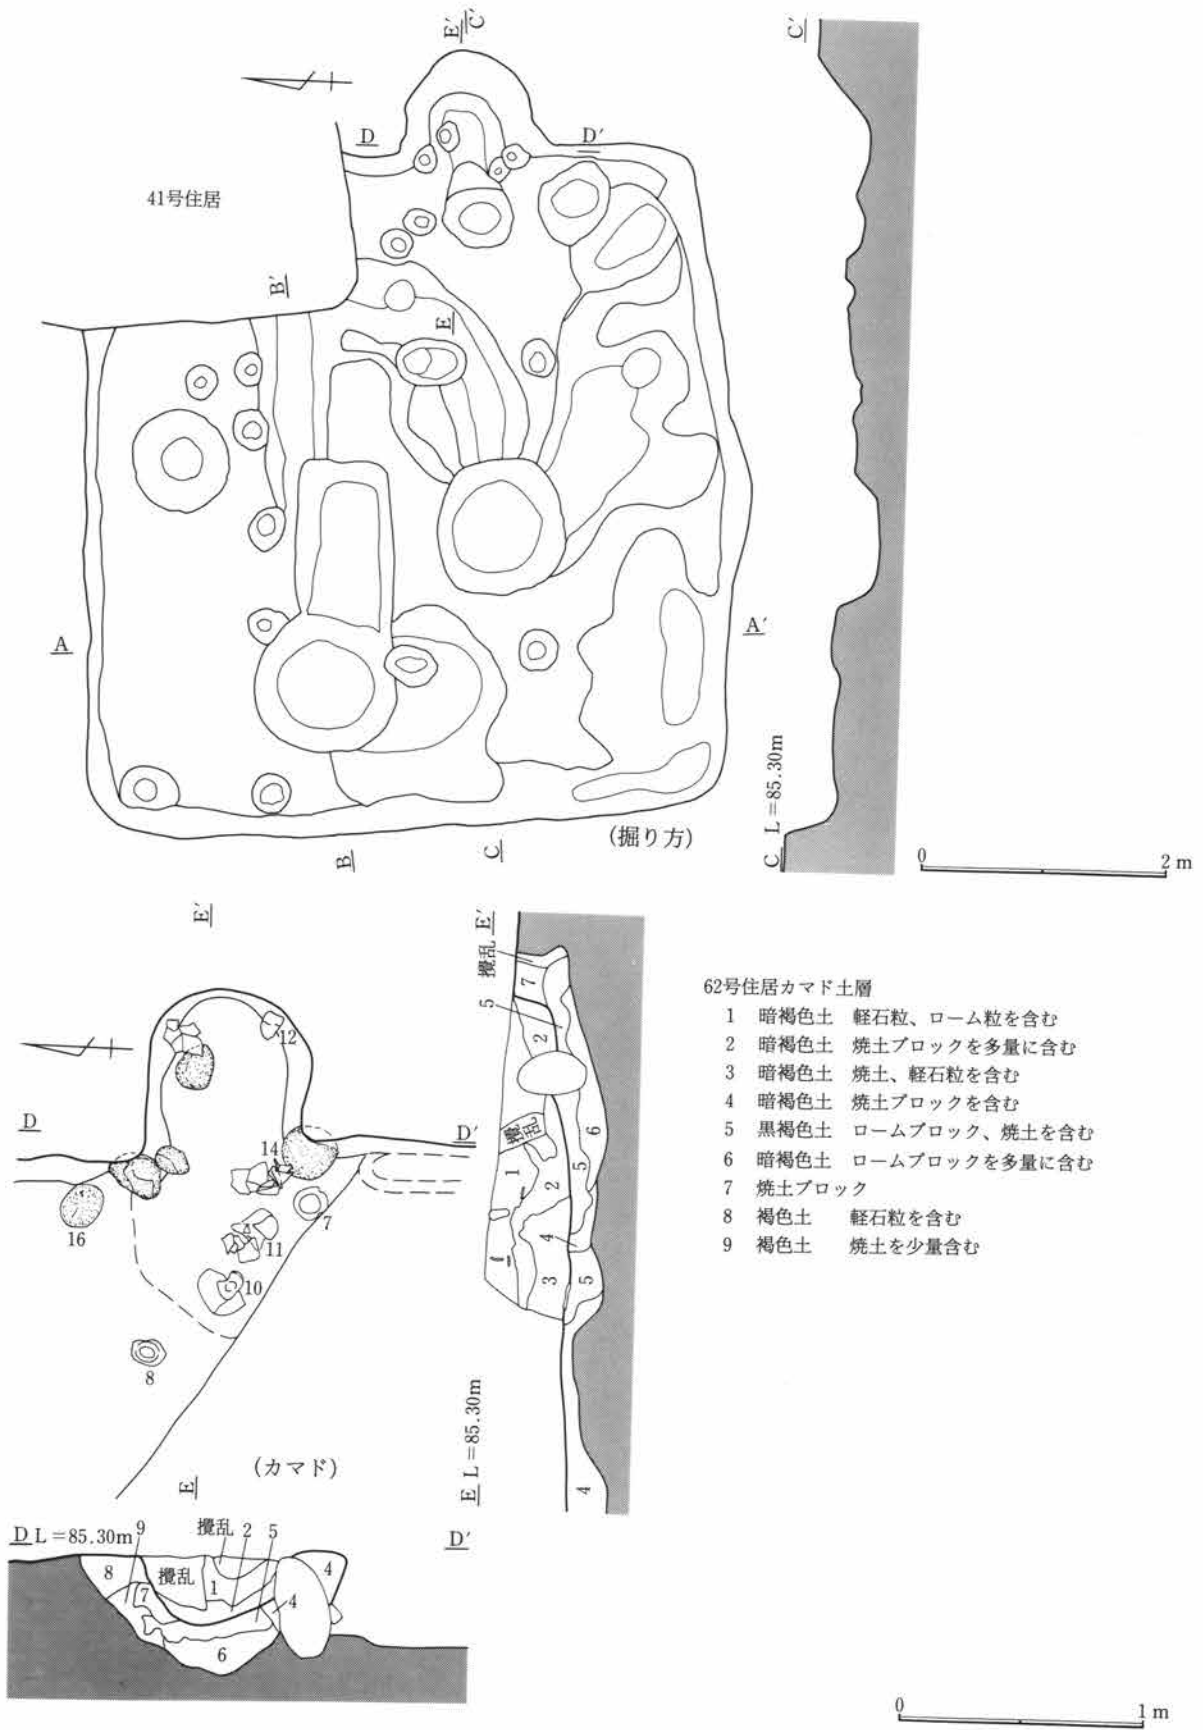 E′
C′
C′
D
D′
41号住居
B′
E
A
A′
B
C
(掘り方)
C L=85.30m
0 2 m
E′
12
D
D′
14
16
7
11
10
8
(カマド)
E
攪乱 E′
7
5
2
攪乱
6
1
5
2
4
3
5
E L=85.30m
4
62号住居カマド土層
1 暗褐色土 軽石粒、ローム粒を含む
2 暗褐色土 焼土ブロックを多量に含む
3 暗褐色土 焼土、軽石粒を含む
4 暗褐色土 焼土ブロックを含む
5 黒褐色土 ロームブロック、焼土を含む
6 暗褐色土 ロームブロックを多量に含む
7 焼土ブロック
8 褐色土 軽石粒を含む
9 褐色土 焼土を少量含む
D L=85.30m 9 攪乱 2 5 D′
8 7 攪乱 1 4 4
6
0 1 m